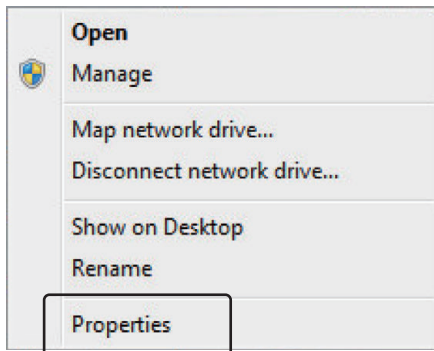 Open
Manage
Map network drive...
Disconnect network drive...
Show on Desktop
Rename
Properties